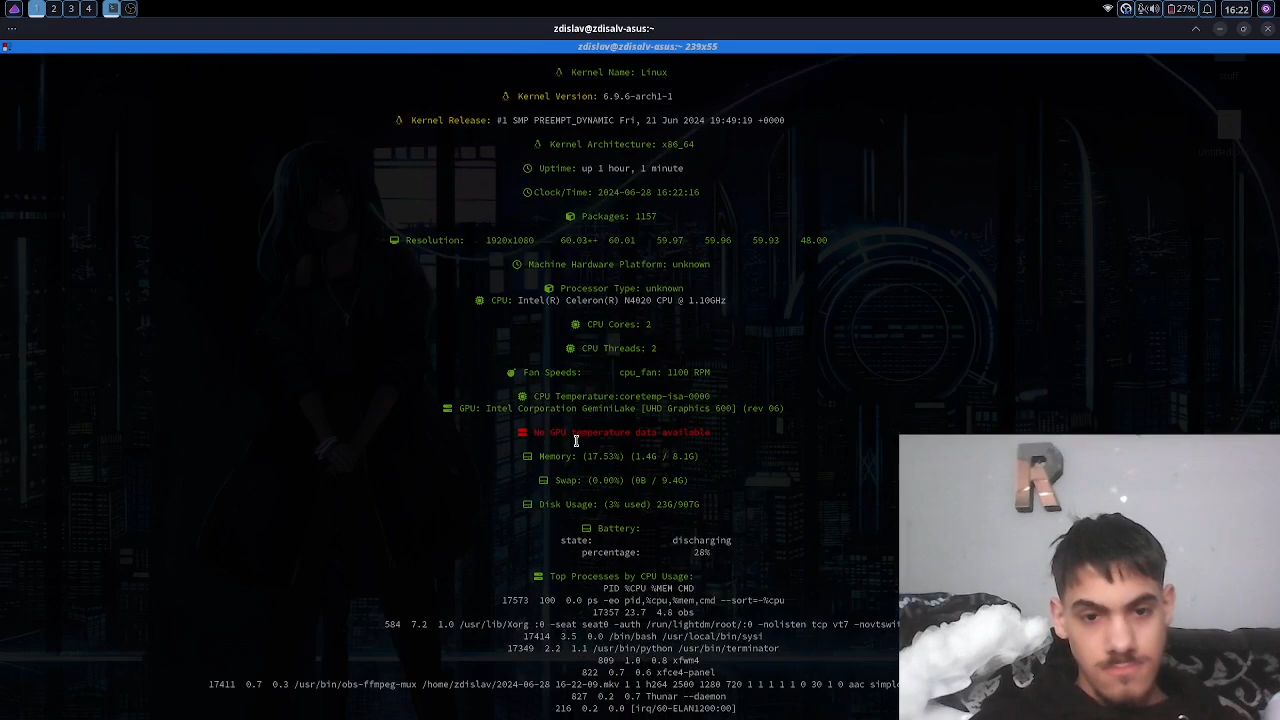 1 2 3 4 27% 16:22
zdislav@zdisalv-asus:~
zdislav@zdisalv-asus:~ 239x55
stuff
Kernel Name: Linux
Kernel Version: 6.9.6-arch1-1
Kernel Release: #1 SMP PREEMPT_DYNAMIC Fri, 21 Jun 2024 19:49:19 +0000
Kernel Architecture: x86_64
Uptime: up 1 hour, 1 minute
Clock/Time: 2024-06-28 16:22:16
Packages: 1157
Resolution: 1920x1080 60.03*+ 60.01 59.97 59.96 59.93 48.00
Machine Hardware Platform: unknown
Processor Type: unknown
CPU: Intel(R) Celeron(R) N4020 CPU @ 1.10GHz
CPU Cores: 2
CPU Threads: 2
Fan Speeds: cpu_fan: 1100 RPM
CPU Temperature:coretemp-isa-0000
GPU: Intel Corporation GeminiLake [UHD Graphics 600] (rev 06)
No GPU temperature data available
Memory: (17.53%) (1.4G / 8.1G)
Swap: (0.00%) (0B / 9.4G)
Disk Usage: (3% used) 23G/907G
Battery:
state: discharging
percentage: 28%
Top Processes by CPU Usage:
PID %CPU %MEM CMD
17573 100 0.0 ps -eo pid,%cpu,%mem,cmd --sort=-%cpu
17357 23.7 4.8 obs
584 7.2 1.0 /usr/lib/Xorg :0 -seat seat0 -auth /run/lightdm/root/:0 -nolisten tcp vt7 -novtswi
17414 3.5 0.0 /bin/bash /usr/local/bin/sysi
17349 2.2 1.1 /usr/bin/python /usr/bin/terminator
809 1.0 0.8 xfwm4
822 0.7 0.6 xfce4-panel
17411 0.7 0.3 /usr/bin/obs-ffmpeg-mux /home/zdislav/2024-06-28 16-22-09.mkv 1 1 h264 2500 1280 720 1 1 1 1 1 0 30 1 0 aac simpl
827 0.2 0.7 Thunar --daemon
216 0.2 0.0 [irq/60-ELAN1200:00]
R